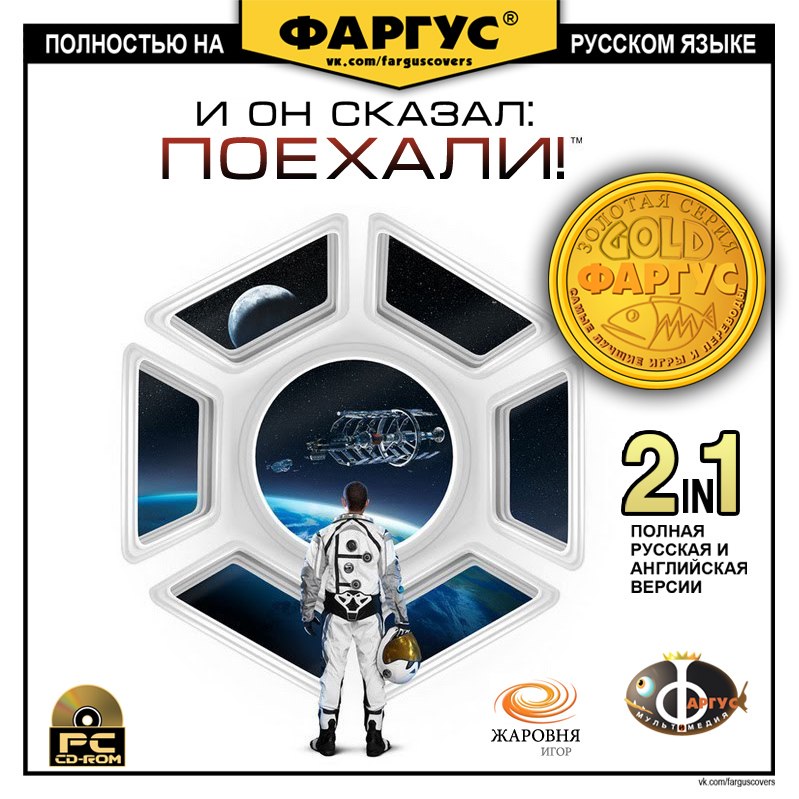 ПОЛНОСТЬЮ НА
ФАРГУС®
vk.com/farguscovers
РУССКОМ ЯЗЫКЕ
И ОН СКАЗАЛ:
ПОЕХАЛИ!™
ЗОЛОТАЯ СЕРИЯ
GOLD
ФАРГУС
САМЫЕ ЛУЧШИЕ ИГРЫ И ПЕРЕВОДЫ
2IN1
ПОЛНАЯ
РУССКАЯ И
АНГЛИЙСКАЯ
ВЕРСИИ
PC
CD-ROM
ЖАРОВНЯ
ИГОР
ФАРГУС
МУЛЬТИМЕДИЯ
vk.com/farguscovers